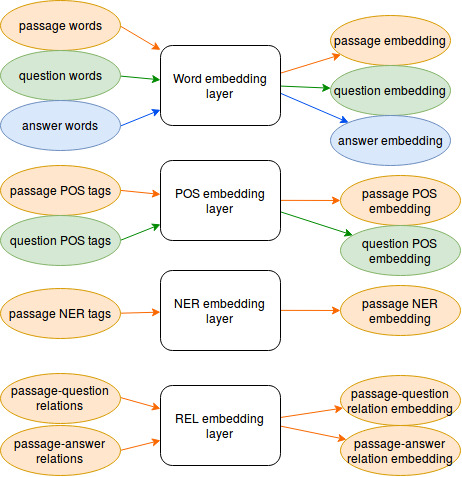 passage words
question words
answer words
Word embedding
layer
passage embedding
question embedding
answer embedding
passage POS tags
question POS tags
POS embedding
layer
passage POS
embedding
question POS
embedding
passage NER tags
NER embedding
layer
passage NER
embedding
passage-question
relations
passage-answer
relations
REL embedding
layer
passage-question
relation embedding
passage-answer
relation embedding